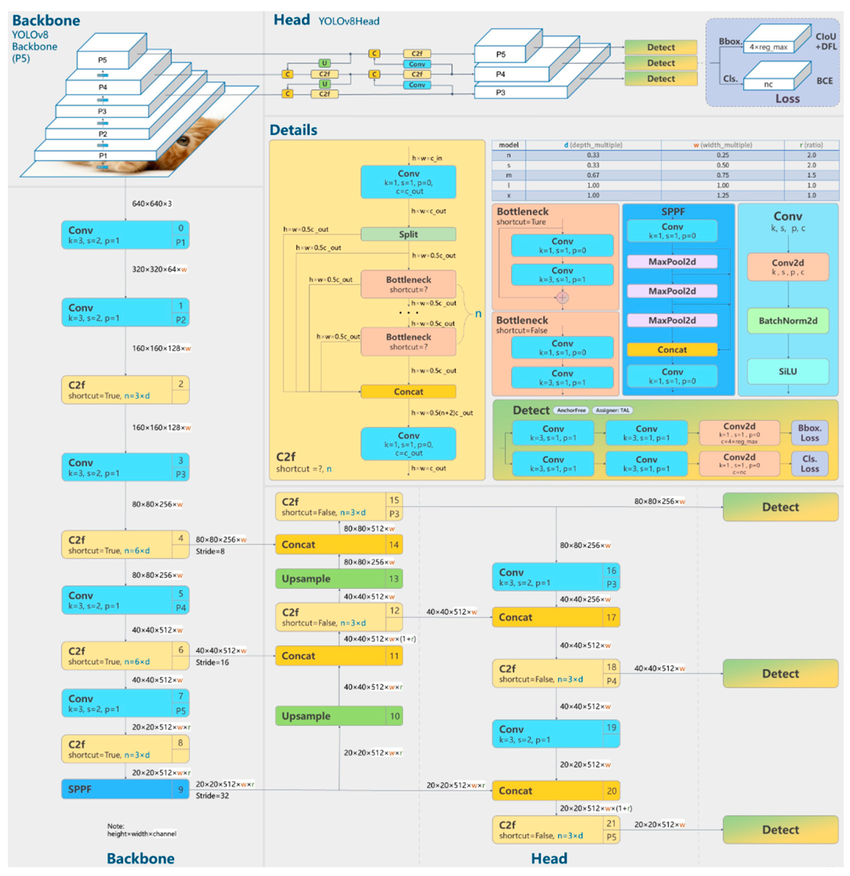 Backbone
YOLOv8
Backbone
(P5)
P5
P4
P3
P2
P1
Head YOLOv8Head
C
C2f
U
Conv
C
C2f
C
C2f
U
Conv
C
C2f
P5
P4
P3
Detect
Detect
Detect
Bbox.
4×reg_max
CIoU
+DFL
Cls.
nc
BCE
Loss
Details
h×w×c_in
Conv
k=1, s=1, p=0,
c=c_out
h×w×c_out
Split
h×w×0.5c_out
h×w×0.5c_out
h×w×0.5c_out
h×w×0.5c_out
Bottleneck
shortcut=?
h×w×0.5c_out
· · ·
h×w×0.5c_out
h×w×0.5c_out
Bottleneck
shortcut=?
n
h×w×0.5c_out
h×w×0.5c_out
Concat
h×w×0.5(n+2)c_out
Conv
k=1, s=1, p=0,
c=c_out
h×w×c_out
C2f
shortcut =?, n
model d (depth_multiple) w (width_multiple) r (ratio)
n 0.33 0.25 2.0
s 0.33 0.50 2.0
m 0.67 0.75 1.5
l 1.00 1.00 1.0
x 1.00 1.25 1.0
Bottleneck
shortcut=Ture
Conv
k=1, s=1, p=0
Conv
k=3, s=1, p=1
Bottleneck
shortcut=False
Conv
k=1, s=1, p=0
Conv
k=3, s=1, p=1
SPPF
Conv
k=1, s=1, p=0
MaxPool2d
MaxPool2d
MaxPool2d
Concat
Conv
k=1, s=1, p=0
Conv
k, s, p, c
Conv2d
k, s, p, c
BatchNorm2d
SiLU
Detect AnchorFree Assigner: TAL
Conv
k=3, s=1, p=1
Conv
k=3, s=1, p=1
Conv2d
k=1, s=1, p=0
c=4×reg_max
Bbox.
Loss
Conv
k=3, s=1, p=1
Conv
k=3, s=1, p=1
Conv2d
k=1, s=1, p=0
c=nc
Cls.
Loss
640×640×3
Conv 0
k=3, s=2, p=1 P1
320×320×64×w
Conv 1
k=3, s=2, p=1 P2
160×160×128×w
C2f 2
shortcut=True, n=3×d
160×160×128×w
Conv 3
k=3, s=2, p=1 P3
80×80×256×w
C2f 4
shortcut=True, n=6×d
80×80×256×w
Stride=8
80×80×256×w
Conv 5
k=3, s=2, p=1 P4
40×40×512×w
C2f 6
shortcut=True, n=6×d
40×40×512×w
Stride=16
40×40×512×w
Conv 7
k=3, s=2, p=1 P5
20×20×512×w×r
C2f 8
shortcut=True, n=3×d
20×20×512×w×r
SPPF 9
20×20×512×w×r
Stride=32
Note:
height×width×channel
Backbone
C2f 15
shortcut=False, n=3×d P3
80×80×512×w
Concat 14
80×80×256×w
Upsample 13
40×40×512×w
C2f 12
shortcut=False, n=3×d
40×40×512×w×(1+r)
Concat 11
40×40×512×w×r
Upsample 10
20×20×512×w×r
80×80×256×w
Detect
80×80×256×w
Conv 16
k=3, s=2, p=1 P3
40×40×256×w
40×40×512×w
Concat 17
40×40×512×w
C2f 18
shortcut=False, n=3×d P4
40×40×512×w
Detect
40×40×512×w
Conv 19
k=3, s=2, p=1
20×20×512×w
20×20×512×w×r
Concat 20
20×20×512×w×(1+r)
C2f 21
shortcut=False, n=3×d P5
20×20×512×w
Detect
Head